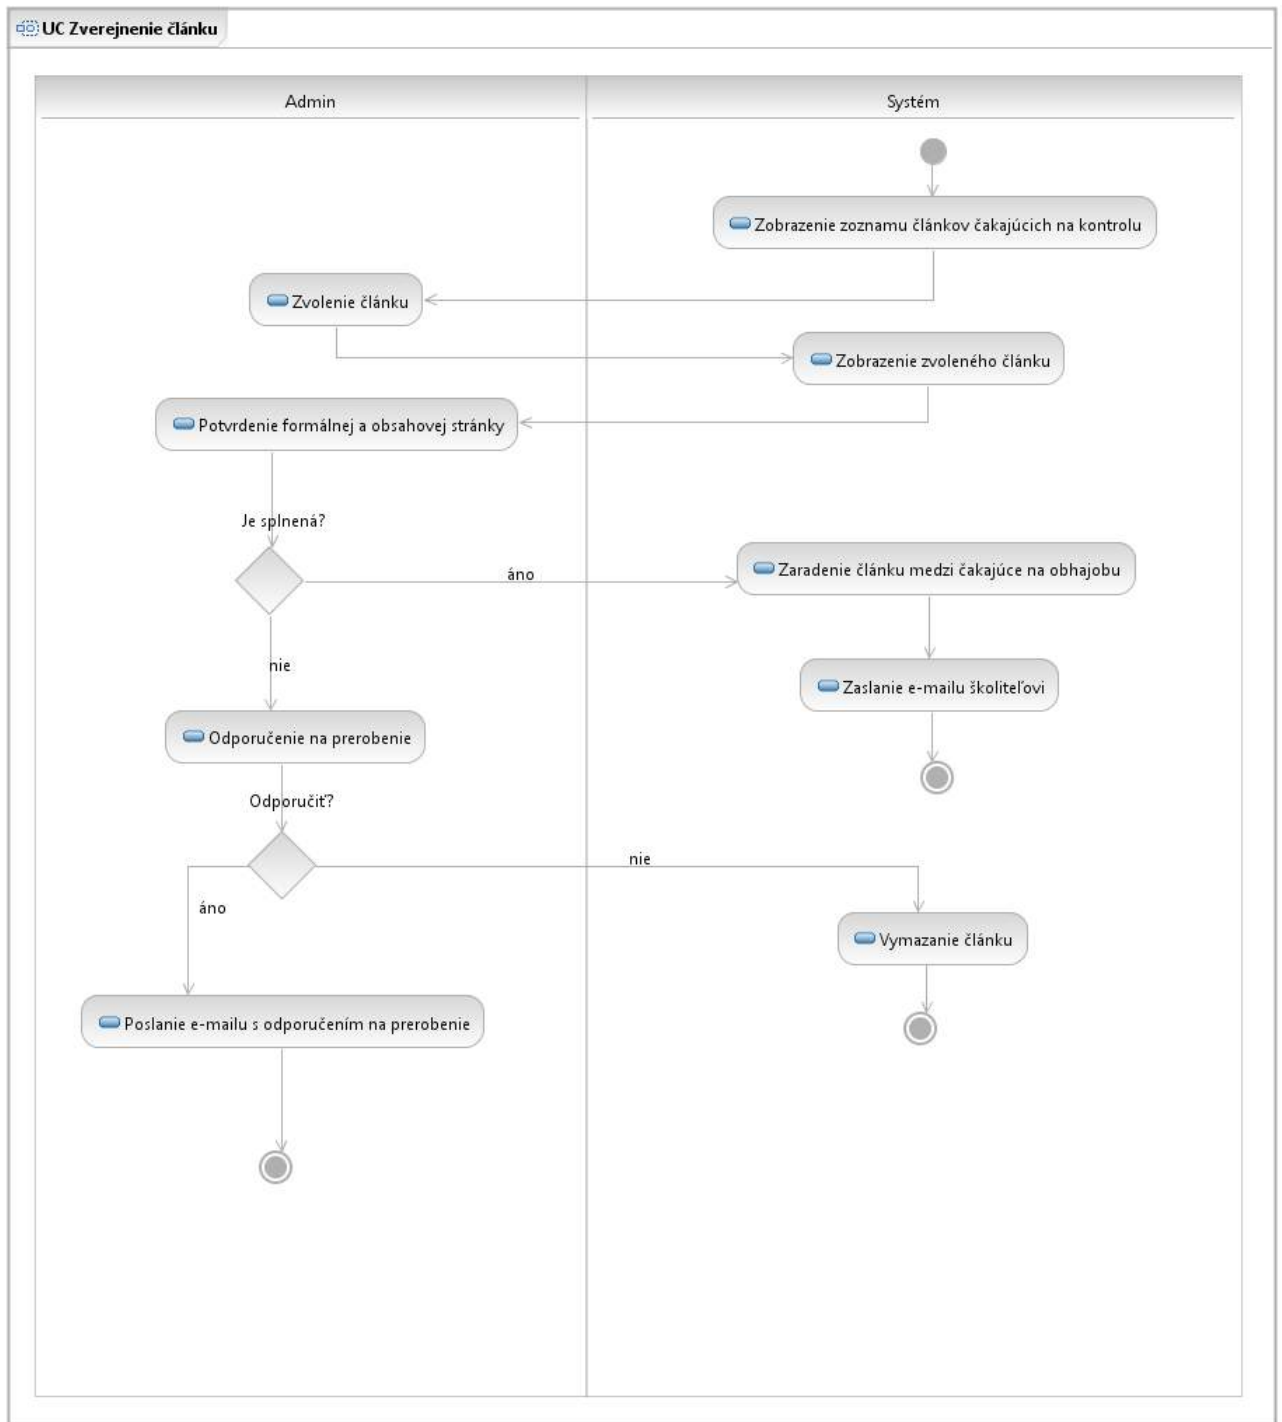 UC Zverejnenie článku
Admin
Systém
Zobrazenie zoznamu článkov čakajúcich na kontrolu
Zvolenie článku
Zobrazenie zvoleného článku
Potvrdenie formálnej a obsahovej stránky
Je splnená?
áno
Zaradenie článku medzi čakajúce na obhajobu
nie
Zaslanie e-mailu školiteľovi
Odporučenie na prerobenie
Odporučiť?
nie
áno
Vymazanie článku
Poslanie e-mailu s odporučením na prerobenie